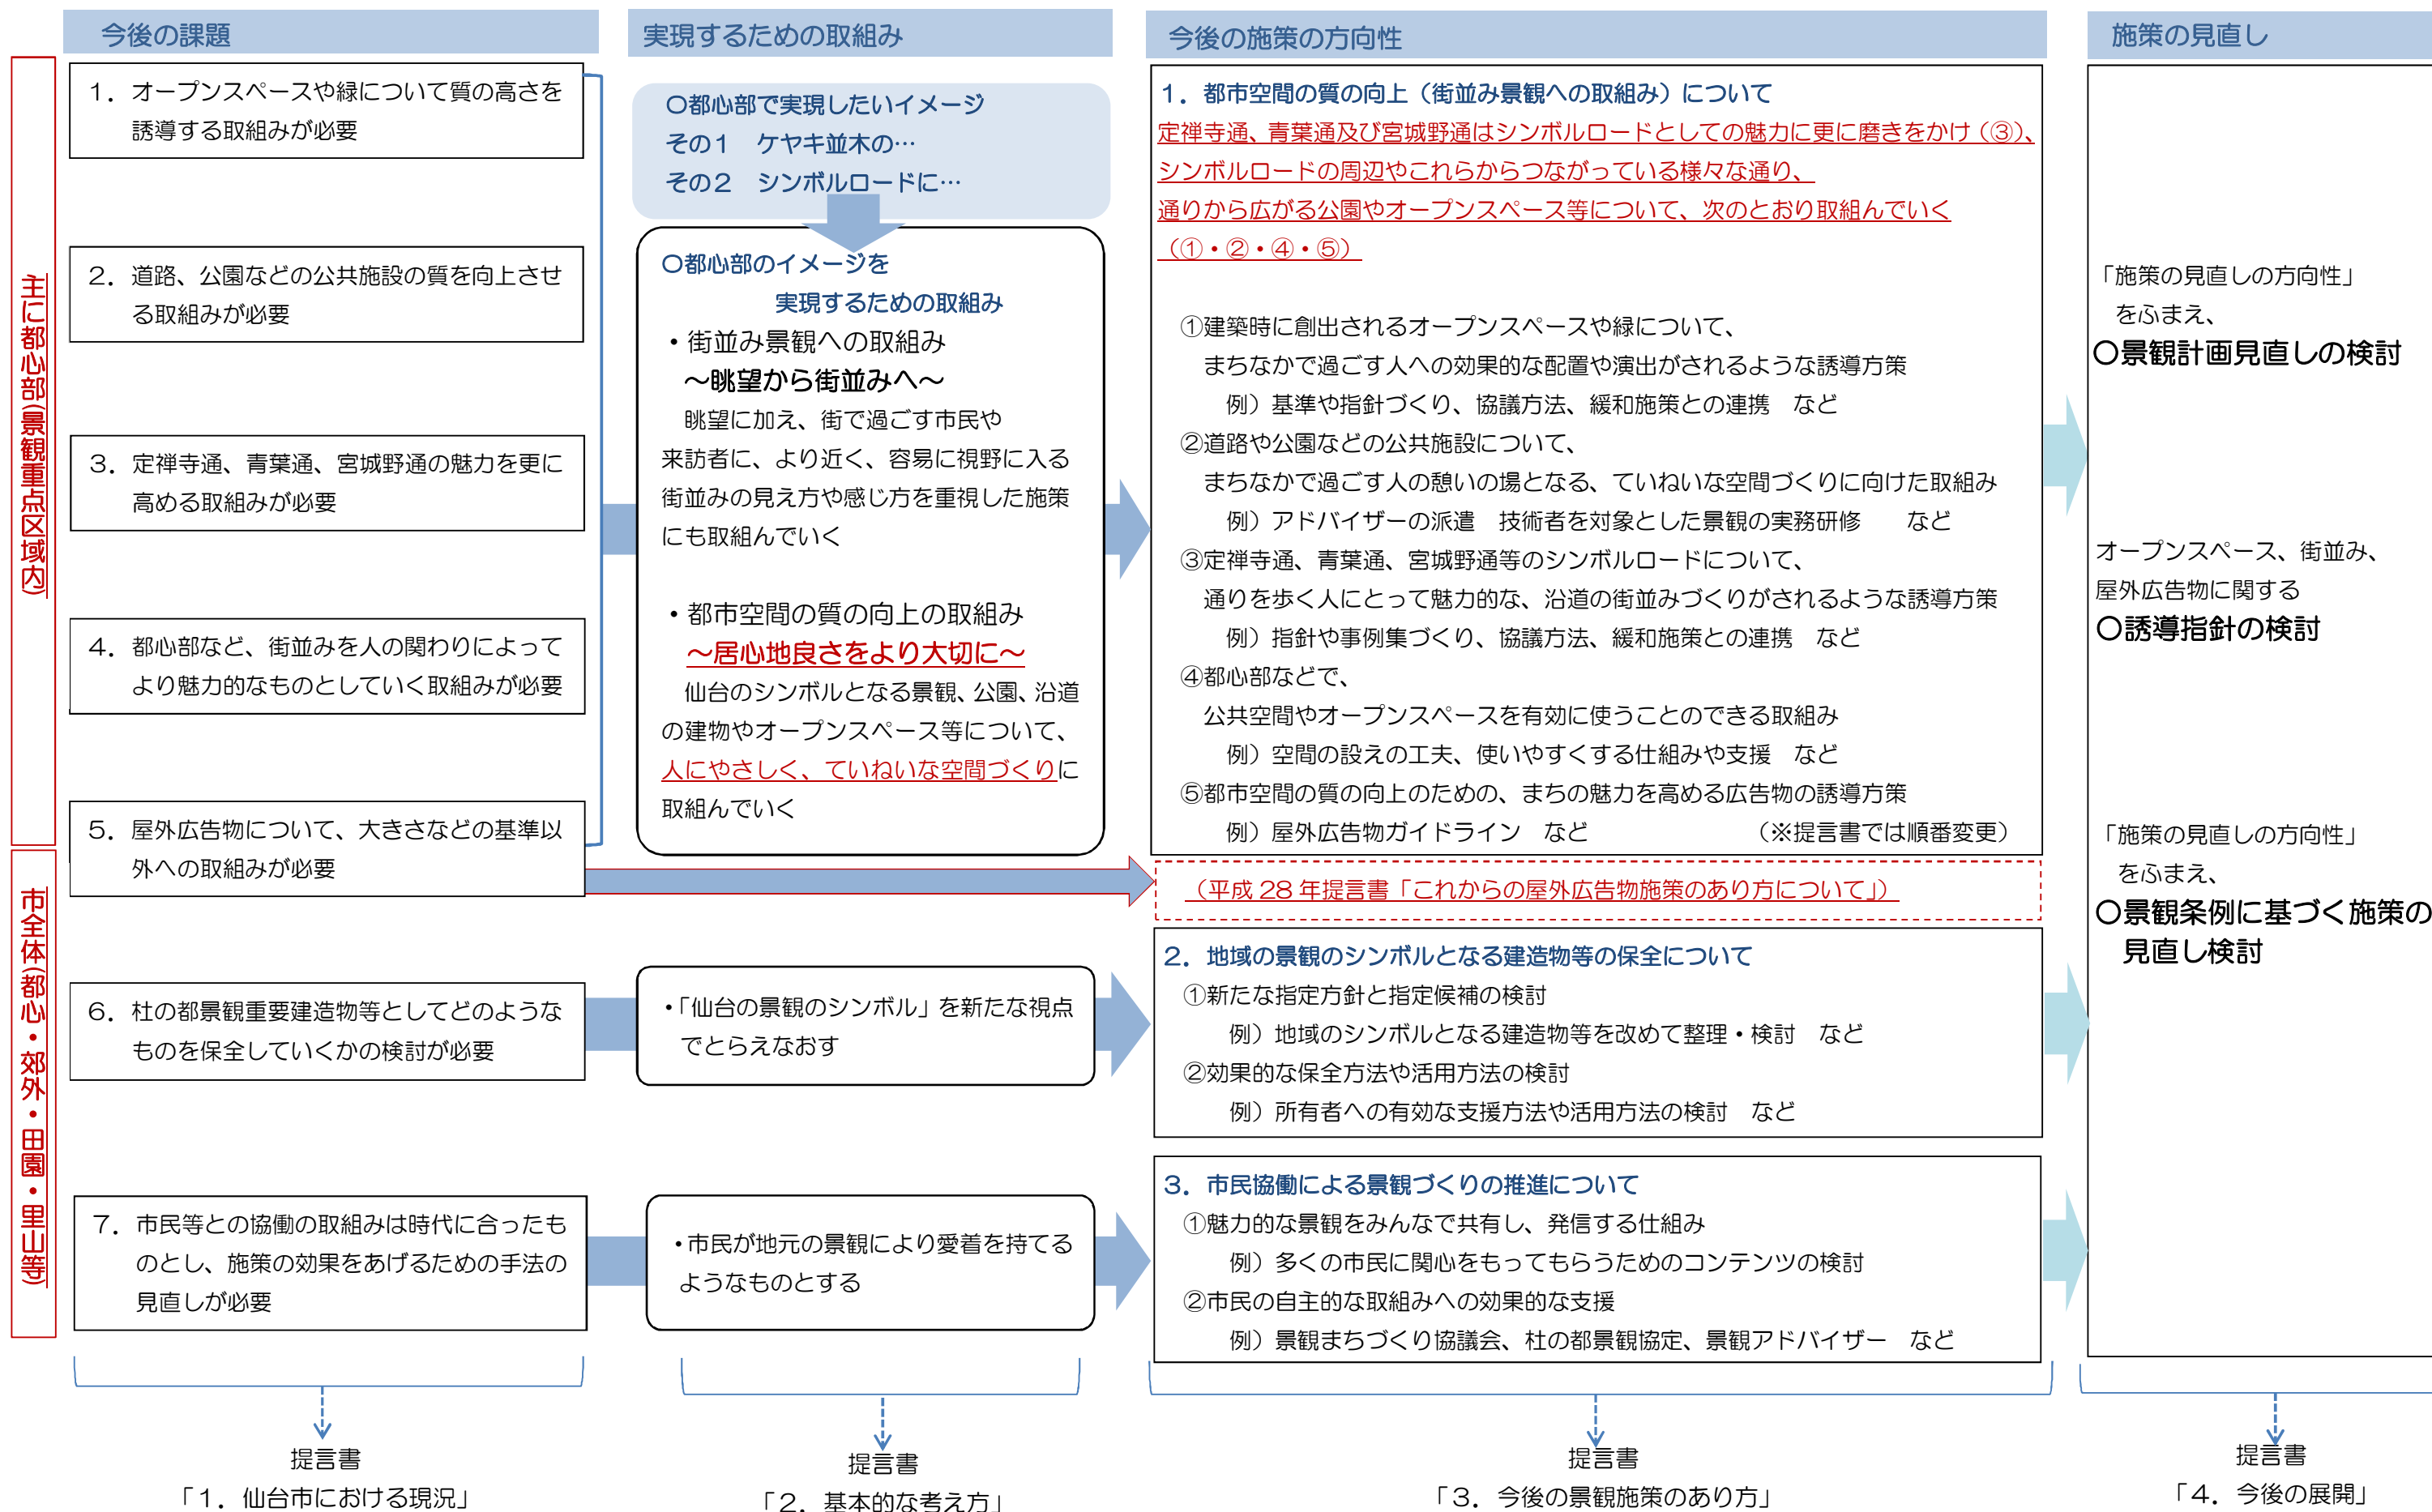 今後の課題
実現するための取組み
今後の施策の方向性
施策の見直し
主に都心部(景観重点区域内)
市全体(都心・郊外・田園・里山等)
1．オープンスペースや緑について質の高さを
誘導する取組みが必要
2．道路、公園などの公共施設の質を向上させ
る取組みが必要
3．定禅寺通、青葉通、宮城野通の魅力を更に
高める取組みが必要
4．都心部など、街並みを人の関わりによって
より魅力的なものとしていく取組みが必要
5．屋外広告物について、大きさなどの基準以
外への取組みが必要
6．杜の都景観重要建造物等としてどのような
ものを保全していくかの検討が必要
7．市民等との協働の取組みは時代に合ったも
のとし、施策の効果をあげるための手法の
見直しが必要
提言書
「1．仙台市における現況」
〇都心部で実現したいイメージ
その1　ケヤキ並木の…
その2　シンボルロードに…
〇都心部のイメージを
実現するための取組み
・街並み景観への取組み
～眺望から街並みへ～
眺望に加え、街で過ごす市民や
来訪者に、より近く、容易に視野に入る
街並みの見え方や感じ方を重視した施策
にも取組んでいく
・都市空間の質の向上の取組み
～居心地良さをより大切に～
仙台のシンボルとなる景観、公園、沿道
の建物やオープンスペース等について、
人にやさしく、ていねいな空間づくりに
取組んでいく
・「仙台の景観のシンボル」を新たな視点
でとらえなおす
・市民が地元の景観により愛着を持てる
ようなものとする
提言書
「2．基本的な考え方」
1．都市空間の質の向上（街並み景観への取組み）について
定禅寺通、青葉通及び宮城野通はシンボルロードとしての魅力に更に磨きをかけ（③）、
シンボルロードの周辺やこれらからつながっている様々な通り、
通りから広がる公園やオープンスペース等について、次のとおり取組んでいく
（①・②・④・⑤）
①建築時に創出されるオープンスペースや緑について、
まちなかで過ごす人への効果的な配置や演出がされるような誘導方策
例）基準や指針づくり、協議方法、緩和施策との連携　など
②道路や公園などの公共施設について、
まちなかで過ごす人の憩いの場となる、ていねいな空間づくりに向けた取組み
例）アドバイザーの派遣　技術者を対象とした景観の実務研修　　など
③定禅寺通、青葉通、宮城野通等のシンボルロードについて、
通りを歩く人にとって魅力的な、沿道の街並みづくりがされるような誘導方策
例）指針や事例集づくり、協議方法、緩和施策との連携　など
④都心部などで、
公共空間やオープンスペースを有効に使うことのできる取組み
例）空間の設えの工夫、使いやすくする仕組みや支援　など
⑤都市空間の質の向上のための、まちの魅力を高める広告物の誘導方策
例）屋外広告物ガイドライン　など　　　　　　　（※提言書では順番変更）
（平成28年提言書「これからの屋外広告物施策のあり方について」）
2．地域の景観のシンボルとなる建造物等の保全について
①新たな指定方針と指定候補の検討
例）地域のシンボルとなる建造物等を改めて整理・検討　など
②効果的な保全方法や活用方法の検討
例）所有者への有効な支援方法や活用方法の検討　など
3．市民協働による景観づくりの推進について
①魅力的な景観をみんなで共有し、発信する仕組み
例）多くの市民に関心をもってもらうためのコンテンツの検討
②市民の自主的な取組みへの効果的な支援
例）景観まちづくり協議会、杜の都景観協定、景観アドバイザー　など
提言書
「3．今後の景観施策のあり方」
「施策の見直しの方向性」
をふまえ、
〇景観計画見直しの検討
オープンスペース、街並み、
屋外広告物に関する
〇誘導指針の検討
「施策の見直しの方向性」
をふまえ、
〇景観条例に基づく施策の
見直し検討
提言書
「4．今後の展開」